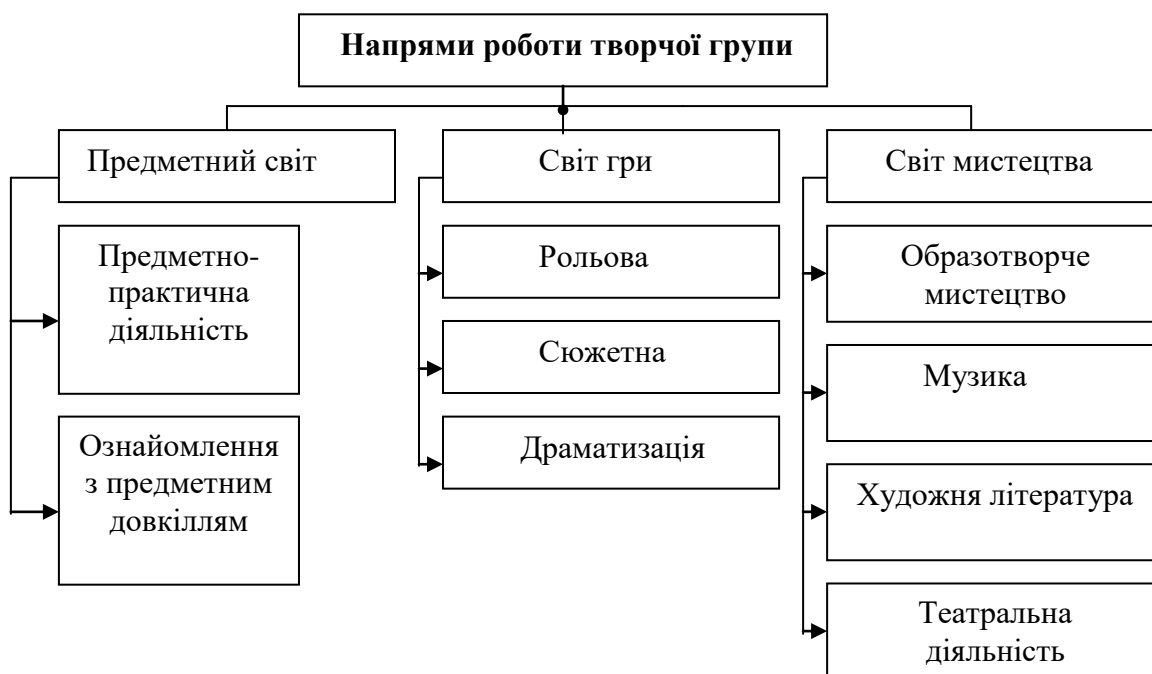 Напрями роботи творчої групи
Предметний світ
Предметно-
практична
діяльність
Ознайомлення
з предметним
довкіллям
Світ гри
Рольова
Сюжетна
Драматизація
Світ мистецтва
Образотворче
мистецтво
Музика
Художня література
Театральна
діяльність